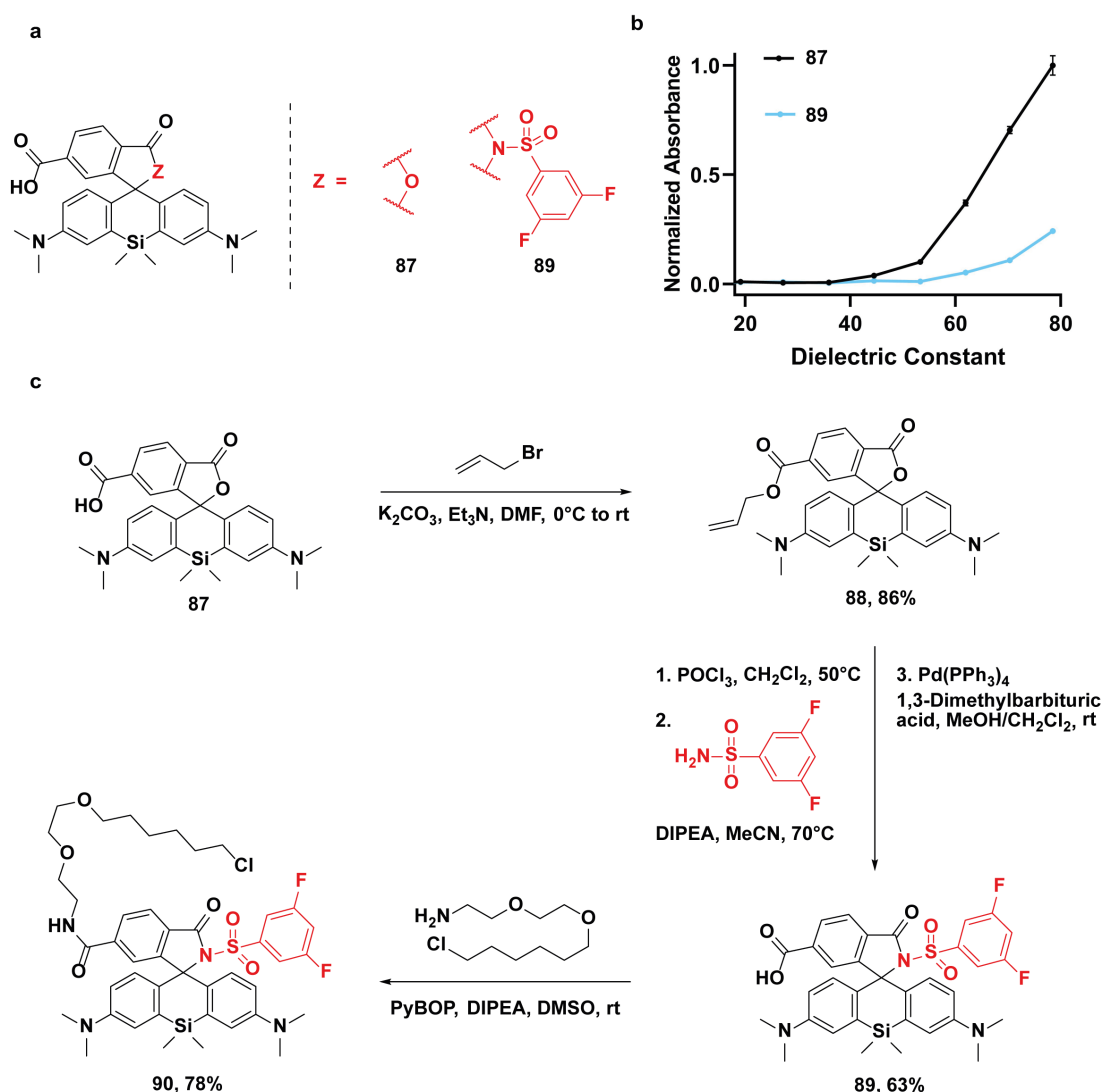 a
O
O
HO
Z
N
Si
N
Z =
O
87
N
S
O
O
F
F
89
b
Normalized Absorbance
1.0
0.5
0.0
87
89
20
40
60
80
Dielectric Constant
c
O
O
OH
O
N
Si
N
87
Br
K₂CO₃, Et₃N, DMF, 0°C to rt
O
O
O
O
N
Si
N
88, 86%
1. POCl₃, CH₂Cl₂, 50°C
2.
H₂N
S
O
O
F
F
DIPEA, MeCN, 70°C
3. Pd(PPh₃)₄
1,3-Dimethylbarbituric
acid, MeOH/CH₂Cl₂, rt
O
O
HO
N
S
O
O
F
F
N
Si
N
89, 63%
H₂N
O
O
Cl
PyBOP, DIPEA, DMSO, rt
O
O
Cl
NH
O
O
N
S
O
O
F
F
N
Si
N
90, 78%